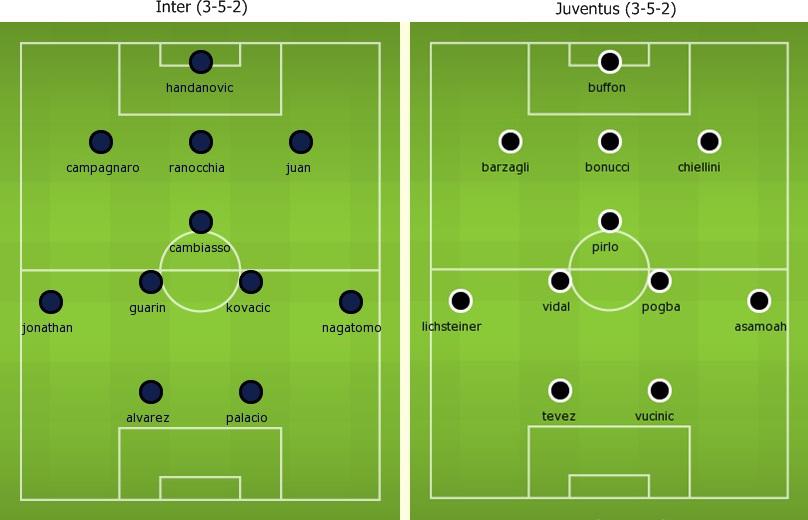 Inter (3-5-2)
handanovic
campagnaro ranocchia juan
cambiasso
guarin kovacic
jonathan nagatomo
alvarez palacio
Juventus (3-5-2)
buffon
barzagli bonucci chiellini
pirlo
vidal pogba
lichsteiner asamoah
tevez vucinic